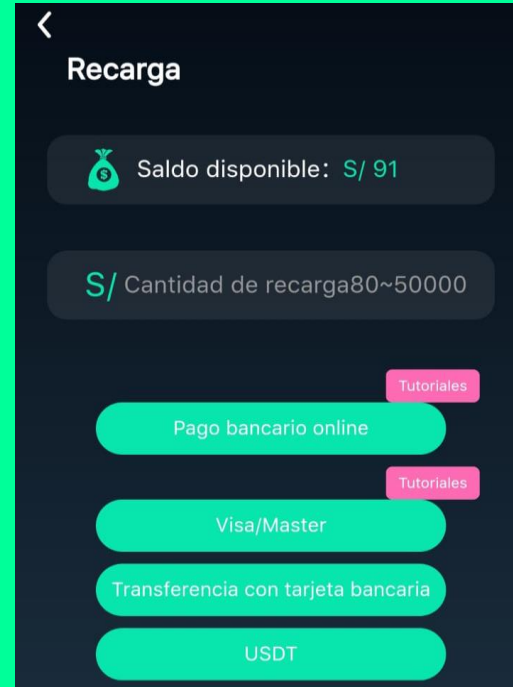 Recarga
Saldo disponible： S/ 91
S/ Cantidad de recarga80~50000
Tutoriales
Pago bancario online
Tutoriales
Visa/Master
Transferencia con tarjeta bancaria
USDT